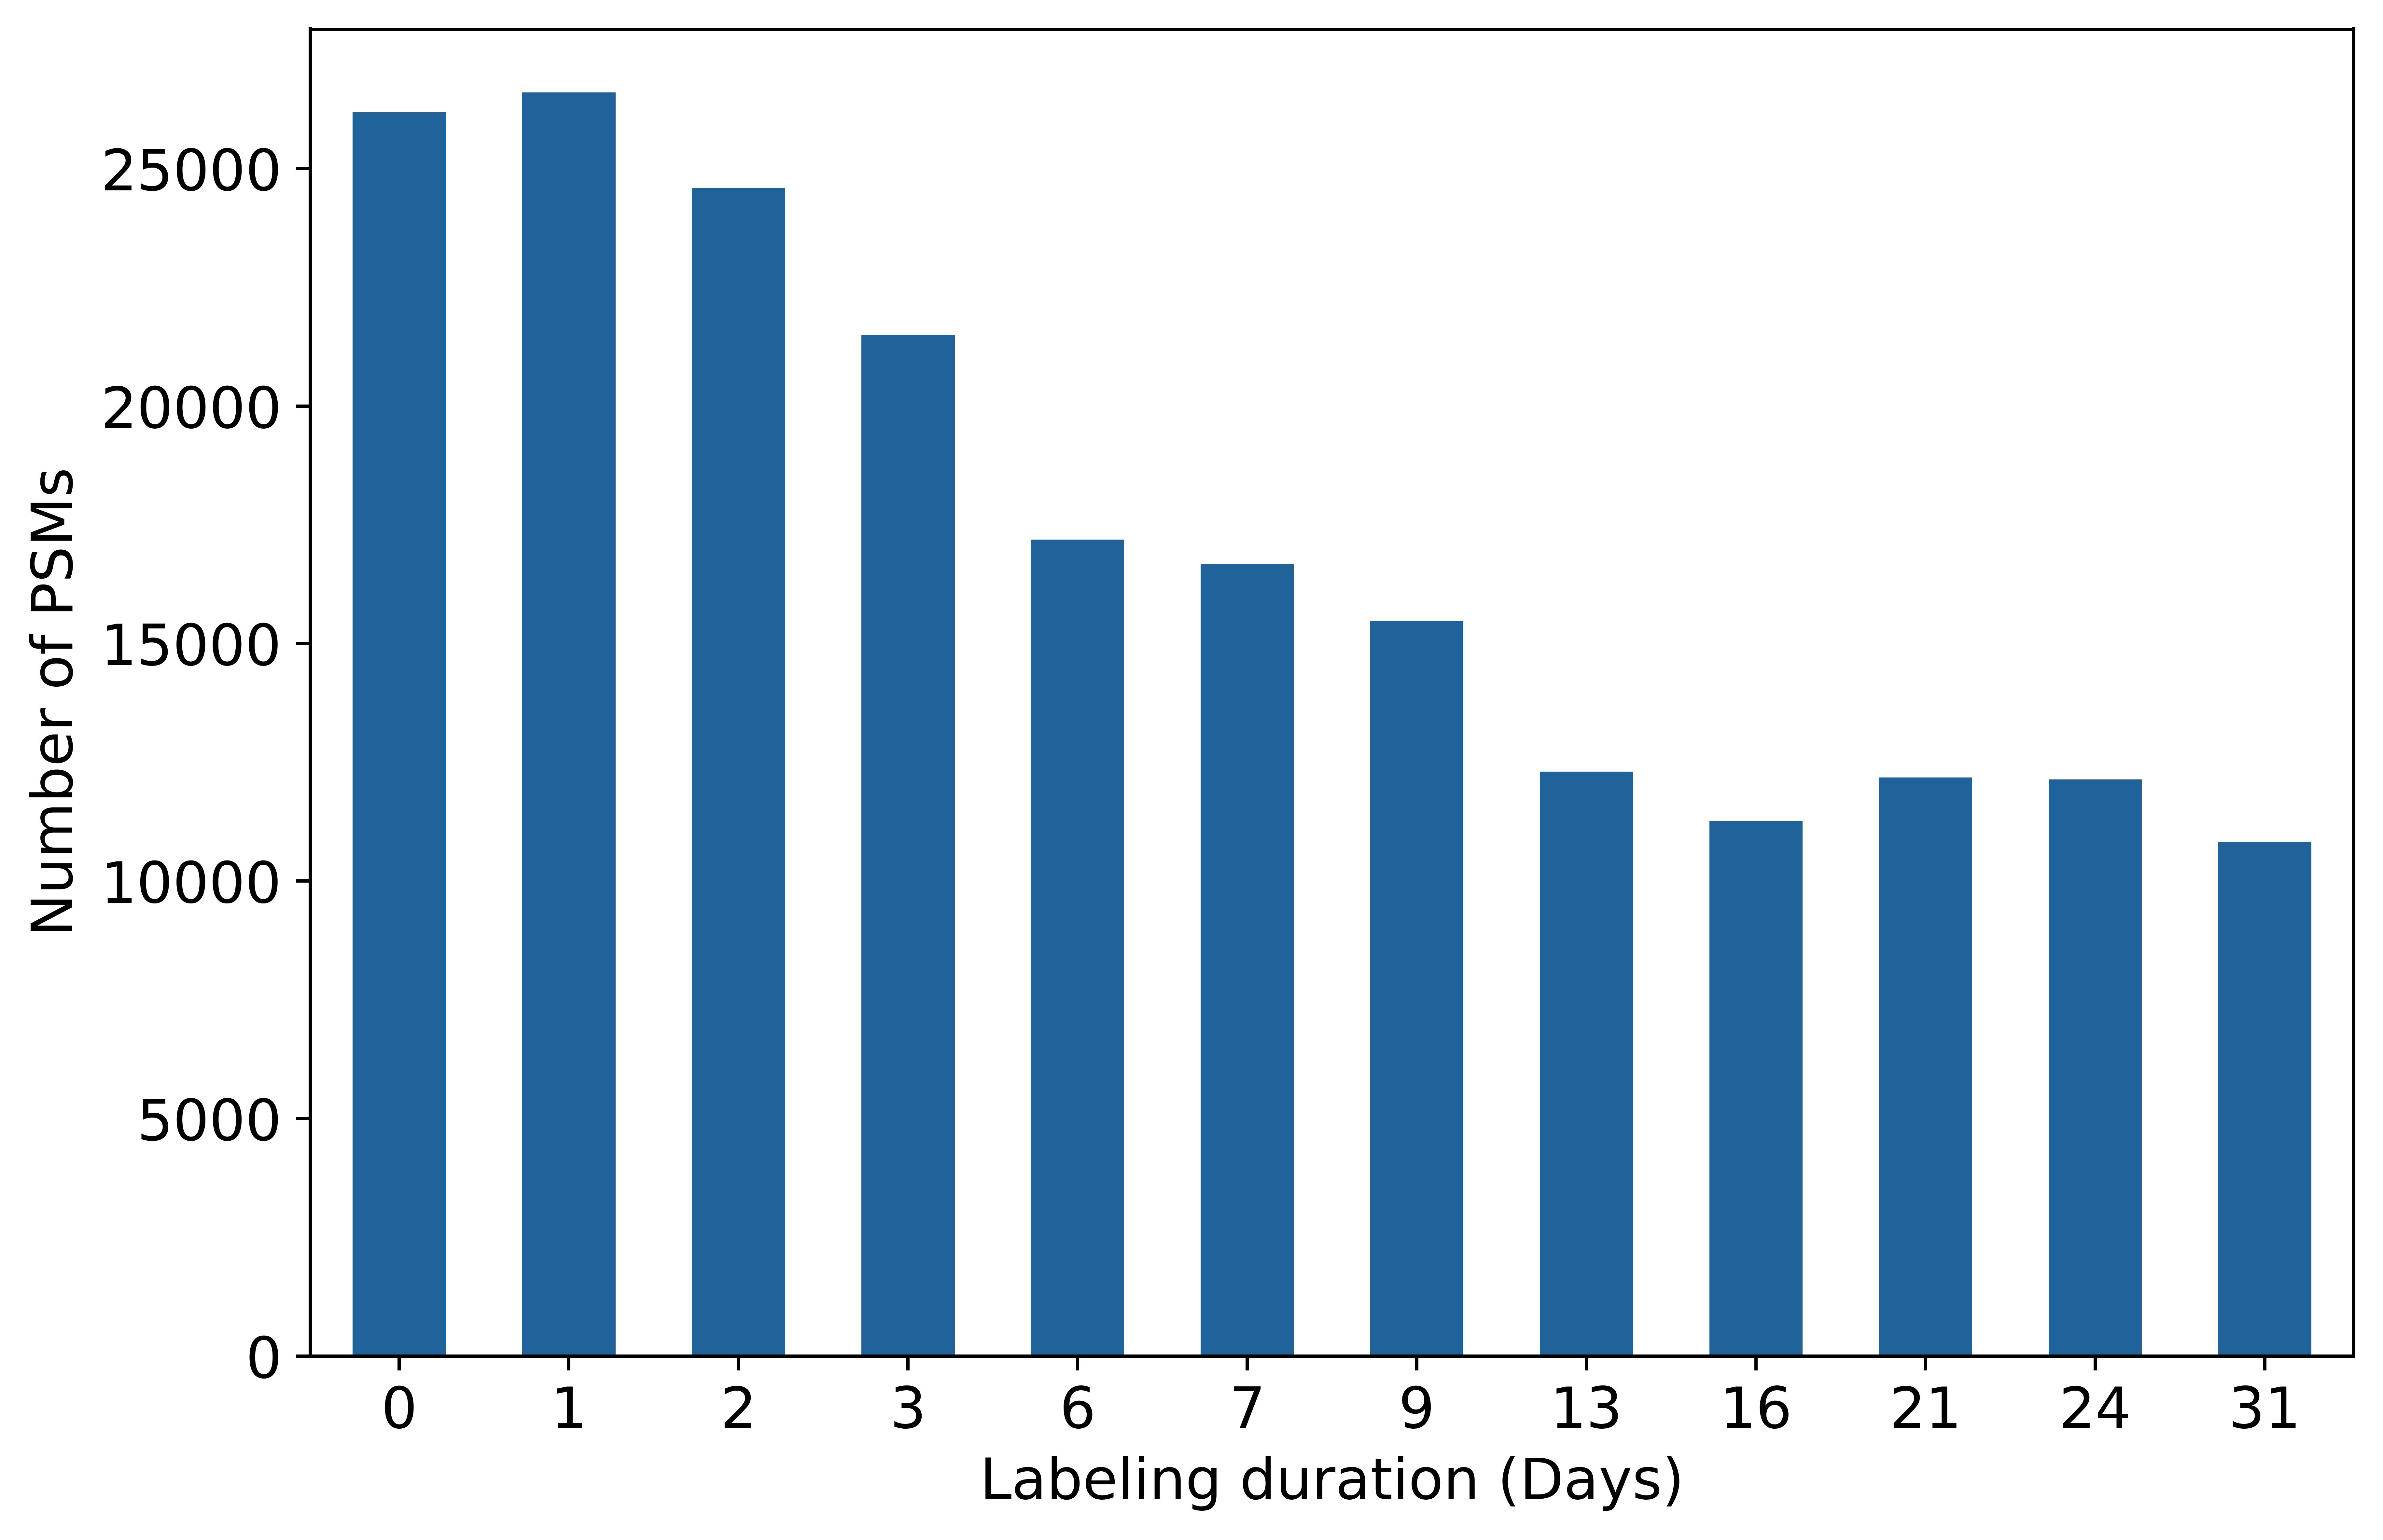 Number of PSMs
25000
20000
15000
10000
5000
0
0 1 2 3 6 7 9 13 16 21 24 31
Labeling duration (Days)